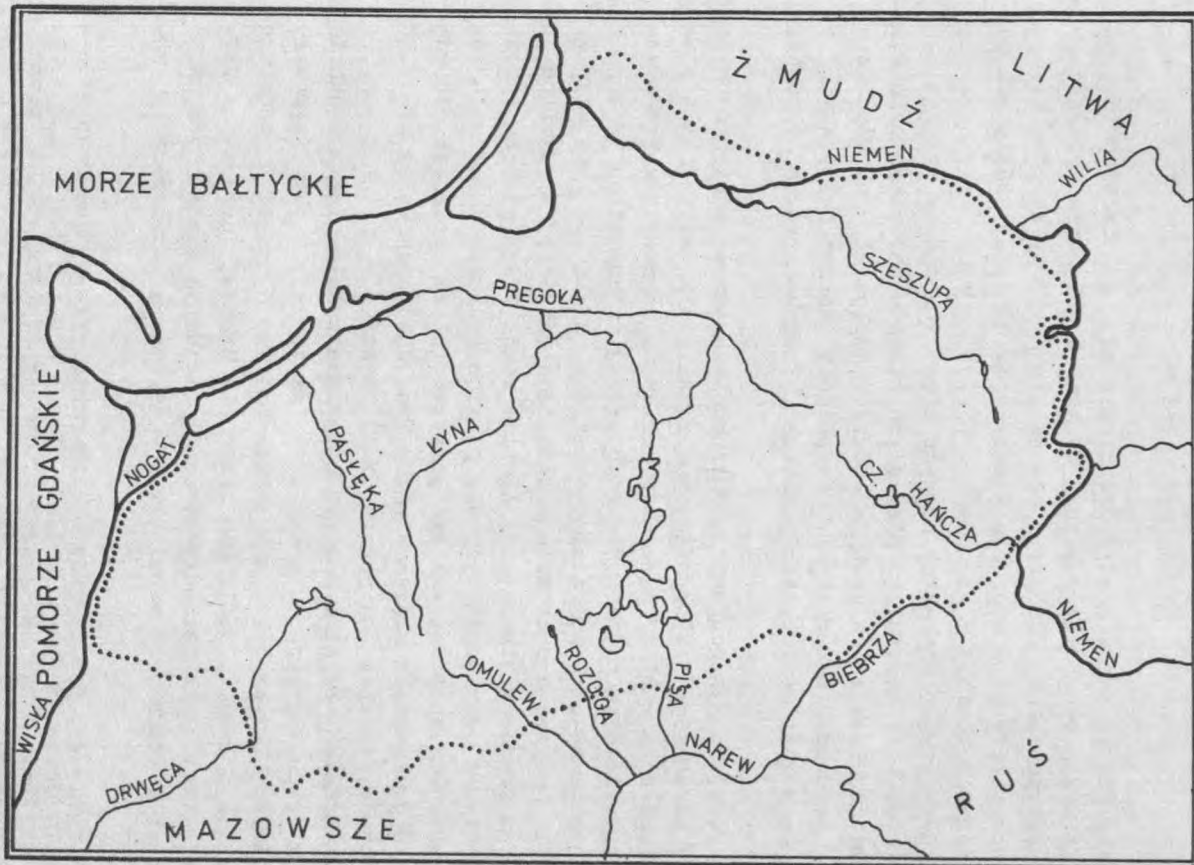 ŻMUDŹ
LITWA
NIEMEN
WILIA
MORZE BAŁTYCKIE
SZESZUPA
PREGOŁA
POMORZE GDAŃSKIE
NOGAT
PASŁĘKA
ŁYNA
CZ. HAŃCZA
NIEMEN
WISŁA
OMULEW
ROZOGA
PISA
BIEBRZA
DRWĘCA
NAREW
RUŚ
MAZOWSZE